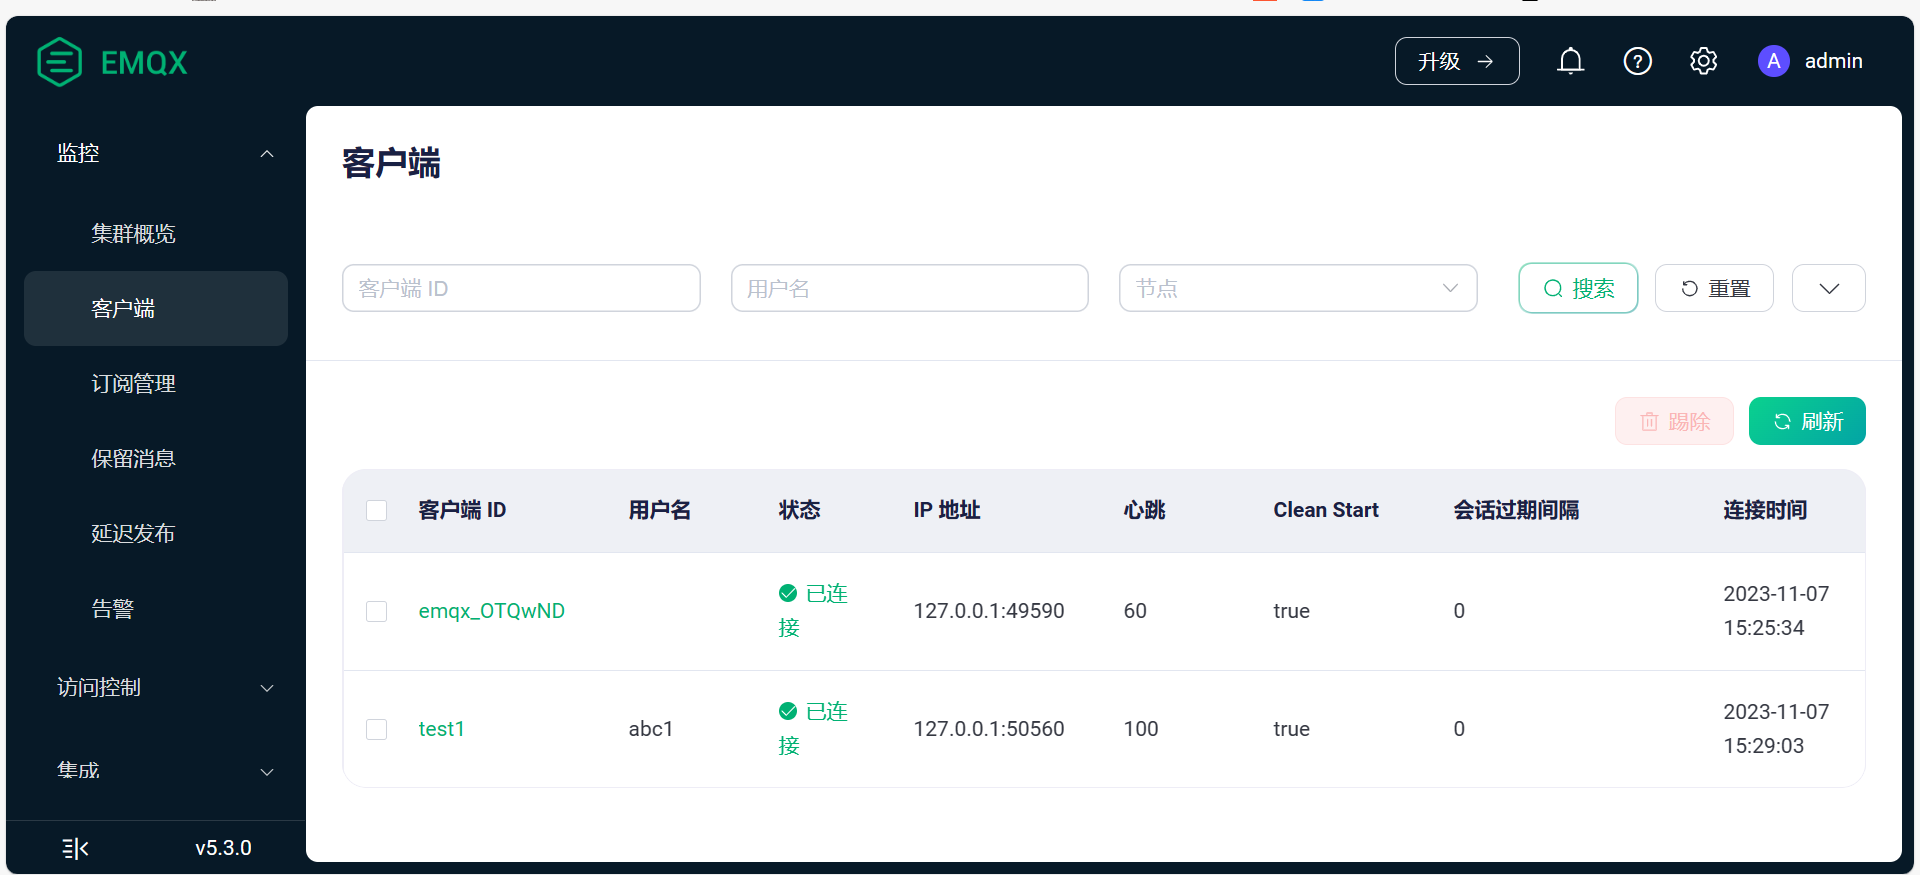 EMQX
升级
A
admin
监控
集群概览
客户端
订阅管理
保留消息
延迟发布
告警
访问控制
集成
v5.3.0
客户端
客户端 ID
用户名
节点
搜索
重置
踢除
刷新
客户端 ID 用户名 状态 IP 地址 心跳 Clean Start 会话过期间隔 连接时间
emqx_OTQwND 已连接 127.0.0.1:49590 60 true 0 2023-11-07 15:25:34
test1 abc1 已连接 127.0.0.1:50560 100 true 0 2023-11-07 15:29:03